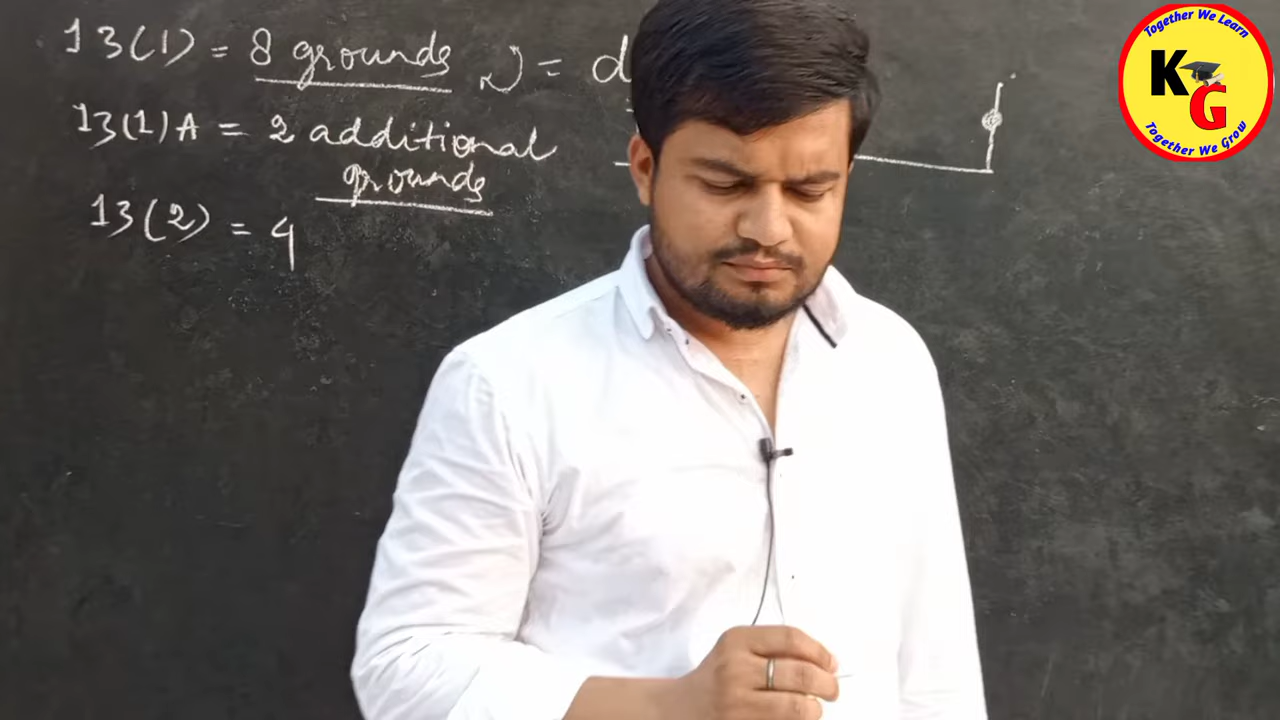 13(1) = 8 grounds
13(1)A = 2 additional
grounds
13(2) = 4
Together We Learn
KG
Together We Grow